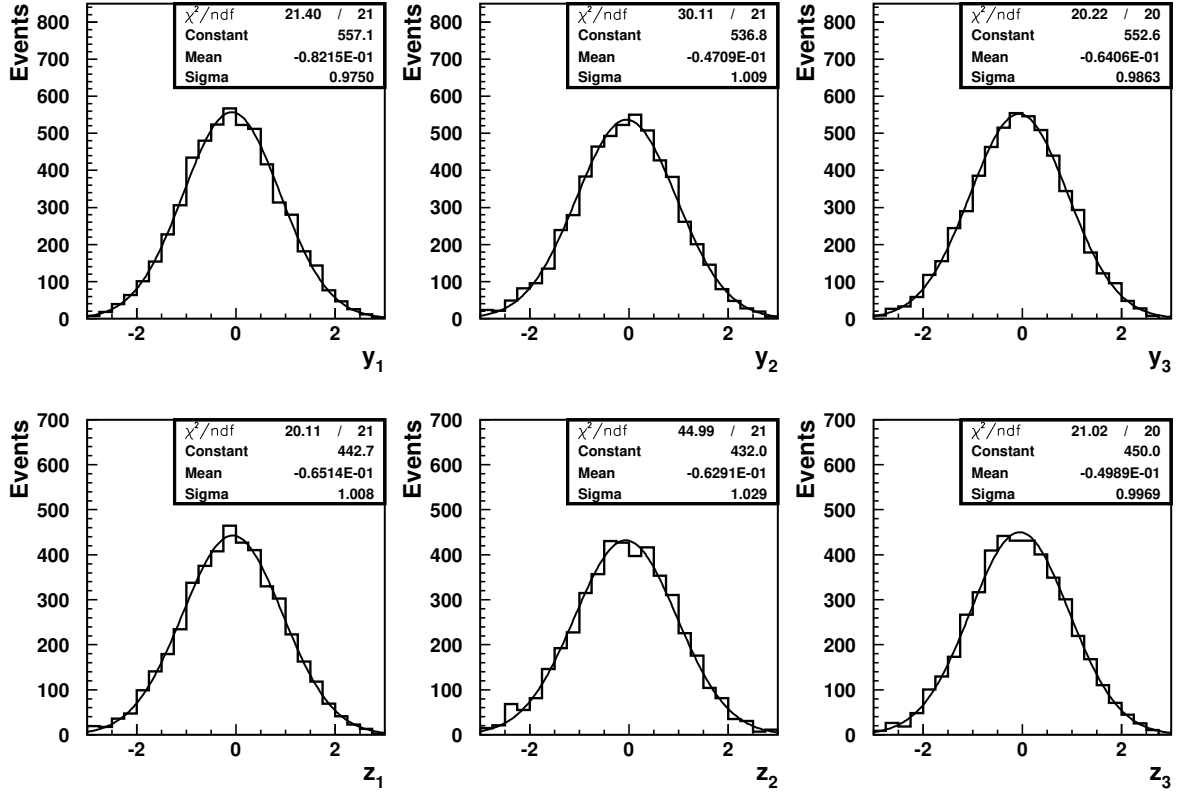 Events
χ²/ndf 21.40 / 21
Constant 557.1
Mean -0.8215E-01
Sigma 0.9750
800
700
600
500
400
300
200
100
0
-2 0 2
y1
Events
χ²/ndf 30.11 / 21
Constant 536.8
Mean -0.4709E-01
Sigma 1.009
800
700
600
500
400
300
200
100
0
-2 0 2
y2
Events
χ²/ndf 20.22 / 20
Constant 552.6
Mean -0.6406E-01
Sigma 0.9863
800
700
600
500
400
300
200
100
0
-2 0 2
y3
Events
χ²/ndf 20.11 / 21
Constant 442.7
Mean -0.6514E-01
Sigma 1.008
700
600
500
400
300
200
100
0
-2 0 2
z1
Events
χ²/ndf 44.99 / 21
Constant 432.0
Mean -0.6291E-01
Sigma 1.029
700
600
500
400
300
200
100
0
-2 0 2
z2
Events
χ²/ndf 21.02 / 20
Constant 450.0
Mean -0.4989E-01
Sigma 0.9969
700
600
500
400
300
200
100
0
-2 0 2
z3